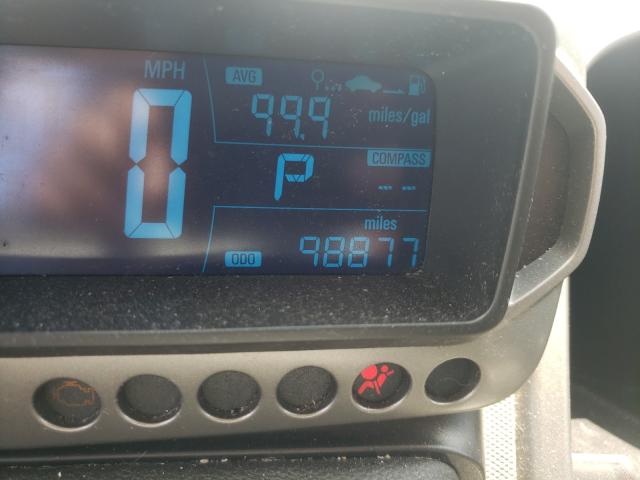 MPH
AVG
99.9 miles/gal
0
P
COMPASS
-- --
miles
ODO 98877